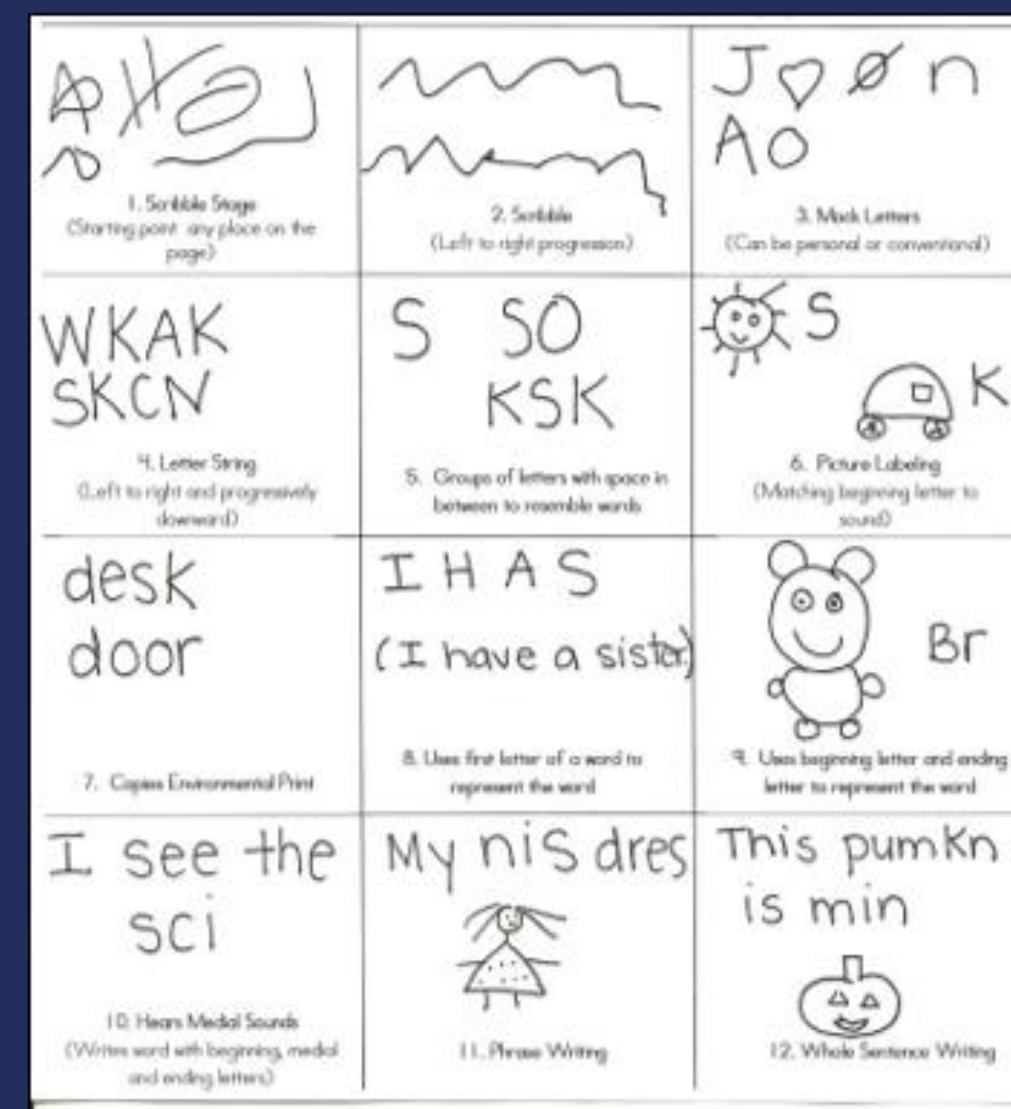 J n
A O
1. Scribble Stage
(Starting point any place on the
page)
2. Scribble
(Left to right progression)
3. Mock Letters
(Can be personal or conventional)
WKAK
SKCN
4. Letter String
(Left to right and progressively
downward)
S SO
KSK
5. Groups of letters with space in
between to resemble words
S
K
6. Picture Labeling
(Matching beginning letter to
sound)
desk
door
7. Copies Environmental Print
I H A S
(I have a sister.)
8. Uses first letter of a word to
represent the word
Br
9. Uses beginning letter and ending
letter to represent the word
I see the
sci
10. Hears Medial Sounds
(Writes word with beginning, medial
and ending letters)
My nis dres
11. Phrase Writing
This pumkn
is min
12. Whole Sentence Writing